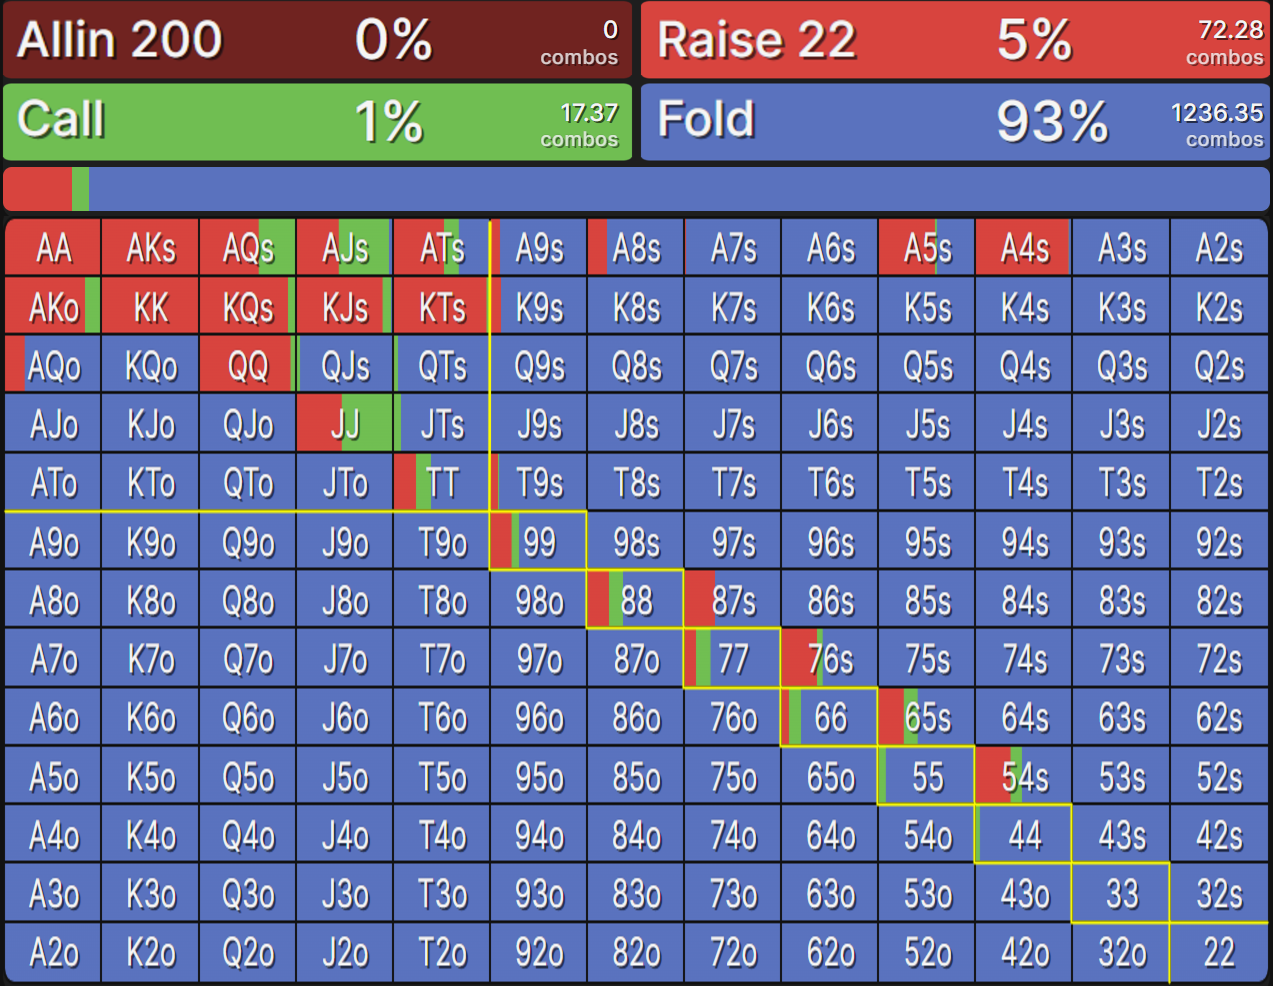 Allin 200 0% 0 combos
Raise 22 5% 72.28 combos
Call 1% 17.37 combos
Fold 93% 1236.35 combos
AA AKs AQs AJs ATs A9s A8s A7s A6s A5s A4s A3s A2s
AKo KK KQs KJs KTs K9s K8s K7s K6s K5s K4s K3s K2s
AQo KQo QQ QJs QTs Q9s Q8s Q7s Q6s Q5s Q4s Q3s Q2s
AJo KJo QJo JJ JTs J9s J8s J7s J6s J5s J4s J3s J2s
ATo KTo QTo JTo TT T9s T8s T7s T6s T5s T4s T3s T2s
A9o K9o Q9o J9o T9o 99 98s 97s 96s 95s 94s 93s 92s
A8o K8o Q8o J8o T8o 98o 88 87s 86s 85s 84s 83s 82s
A7o K7o Q7o J7o T7o 97o 87o 77 76s 75s 74s 73s 72s
A6o K6o Q6o J6o T6o 96o 86o 76o 66 65s 64s 63s 62s
A5o K5o Q5o J5o T5o 95o 85o 75o 65o 55 54s 53s 52s
A4o K4o Q4o J4o T4o 94o 84o 74o 64o 54o 44 43s 42s
A3o K3o Q3o J3o T3o 93o 83o 73o 63o 53o 43o 33 32s
A2o K2o Q2o J2o T2o 92o 82o 72o 62o 52o 42o 32o 22